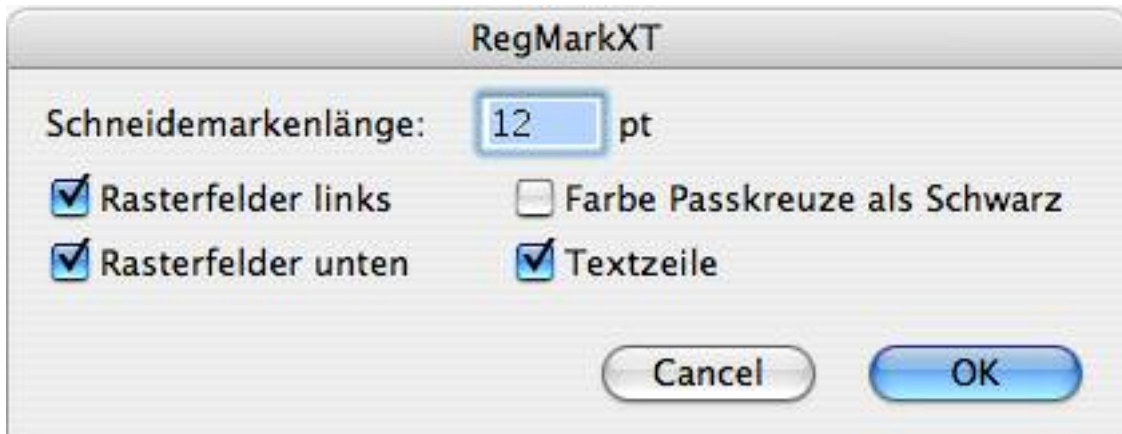 RegMarkXT
Schneidemarkenlänge: 12 pt
Rasterfelder links Farbe Passkreuze als Schwarz
Rasterfelder unten Textzeile
Cancel OK